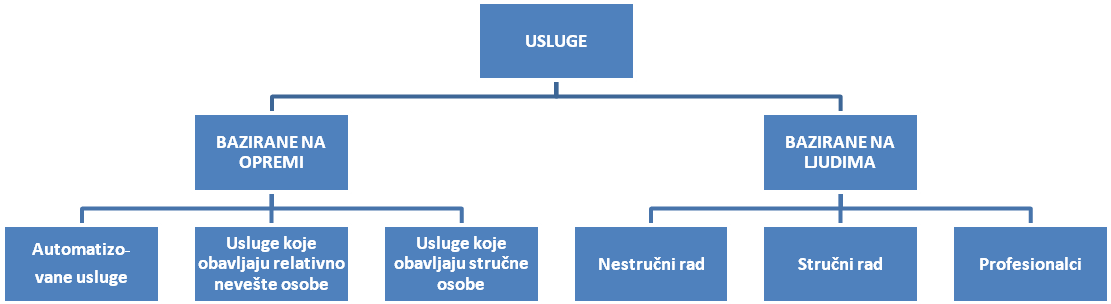 USLUGE
BAZIRANE NA
OPREMI
BAZIRANE NA
LJUDIMA
Automatizo-
vane usluge
Usluge koje
obavljaju relativno
nevešte osobe
Usluge koje
obavljaju stručne
osobe
Nestručni rad
Stručni rad
Profesionalci